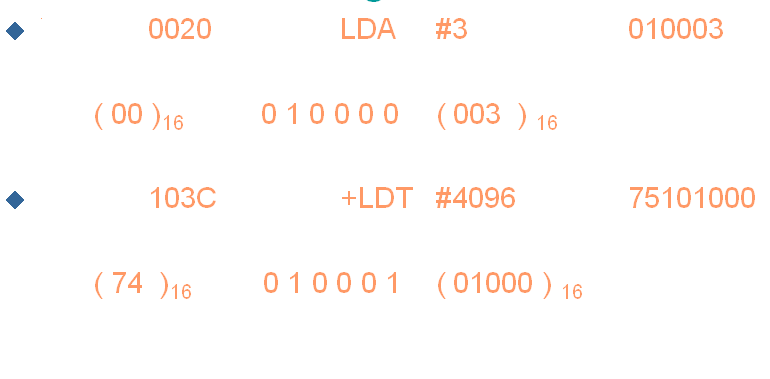 0020 LDA #3 010003
( 00 )16 0 1 0 0 0 0 ( 003 ) 16
103C +LDT #4096 75101000
( 74 )16 0 1 0 0 0 1 ( 01000 ) 16